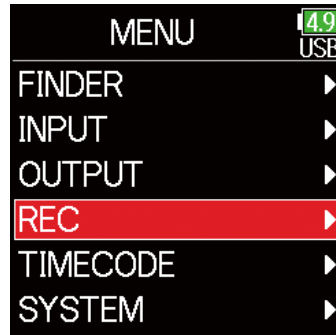 MENU
4.9
USB
FINDER
INPUT
OUTPUT
REC
TIMECODE
SYSTEM